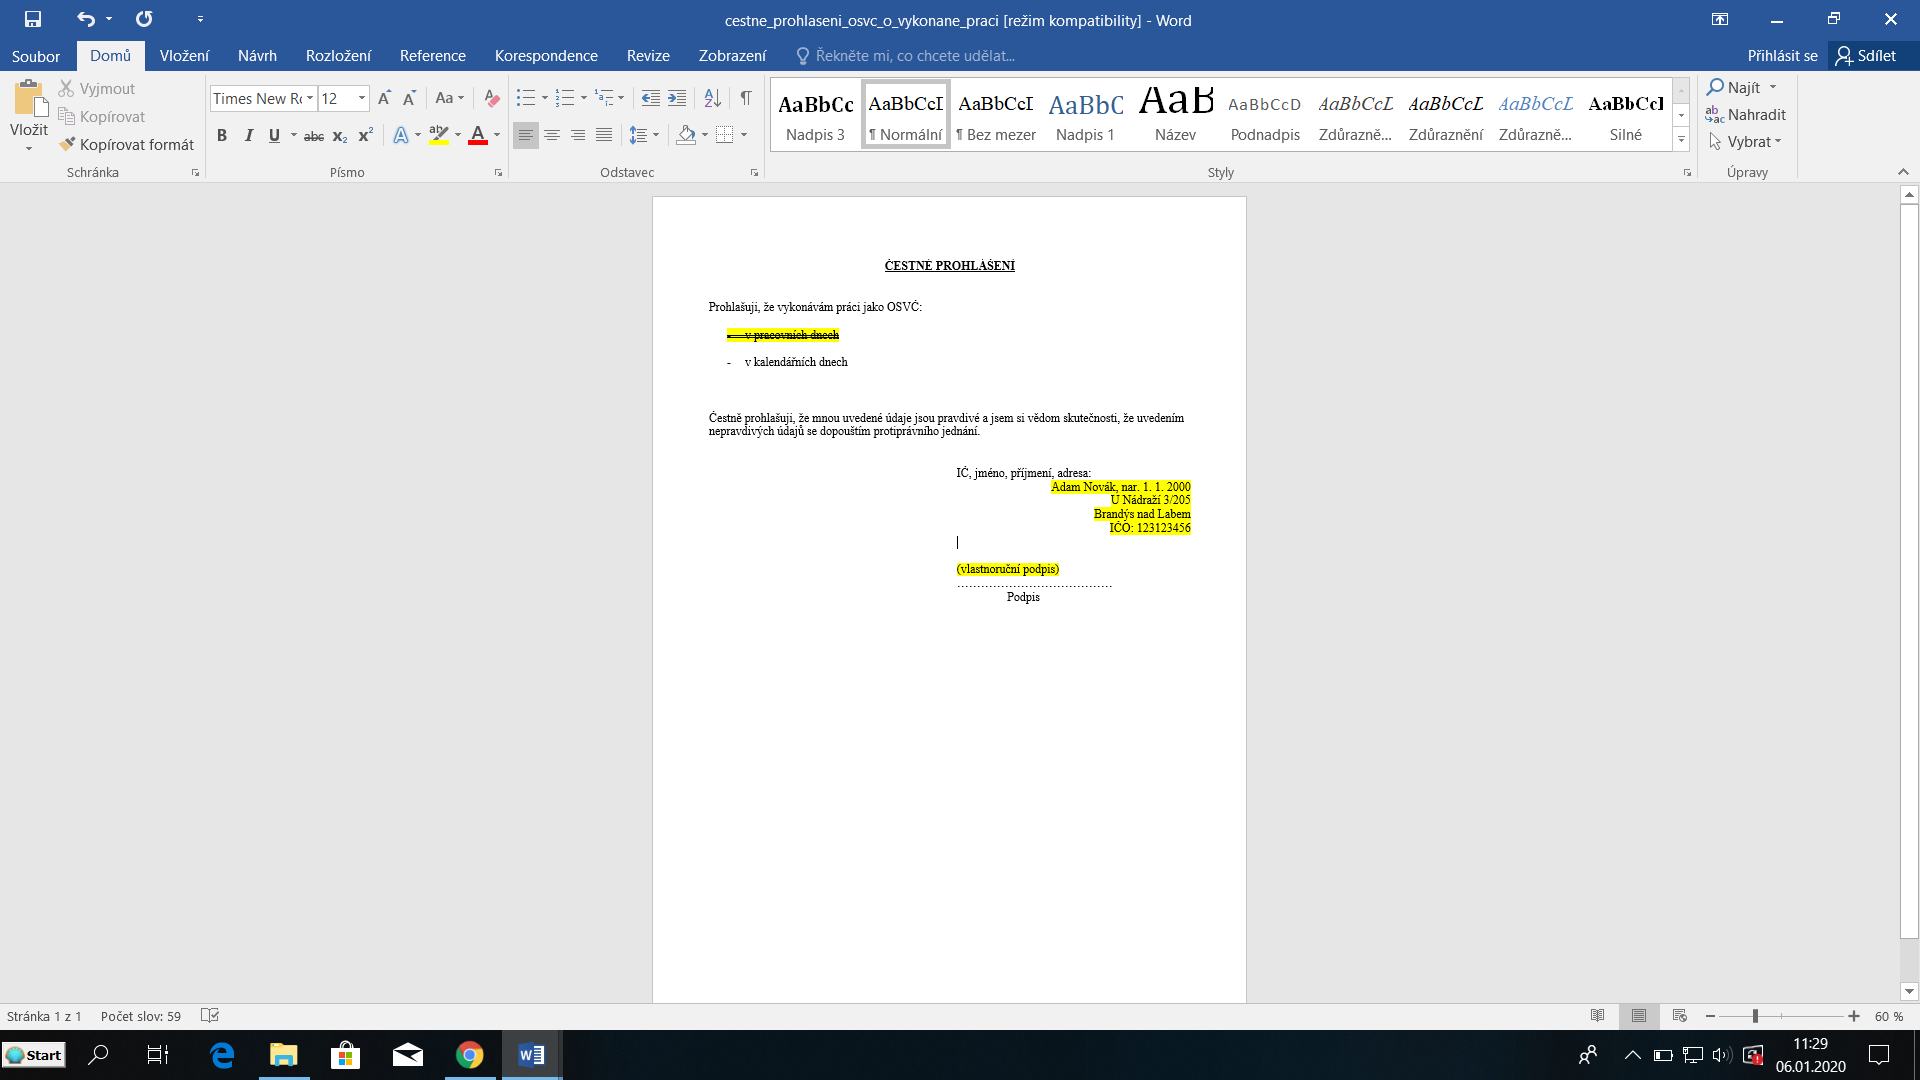 cestne_prohlaseni_osvc_o_vykonane_praci [režim kompatibility] - Word
Soubor Domů Vložení Návrh Rozložení Reference Korespondence Revize Zobrazení Řekněte mi, co chcete udělat... Přihlásit se Sdílet
Vložit
Vyjmout
Kopírovat
Kopírovat formát
Schránka
Times New Rc 12
Písmo
Odstavec
AaBbCc AaBbCcI AaBbCcI AaBbC AaB AaBbCcD AaBbCcL AaBbCcL AaBbCcL AaBbCcI
Nadpis 3 ¶ Normální ¶ Bez mezer Nadpis 1 Název Podnadpis Zdůrazně... Zdůraznění Zdůrazně... Silné
Styly
Najít
Nahradit
Vybrat
Úpravy
ČESTNÉ PROHLÁŠENÍ
Prohlašuji, že vykonávám práci jako OSVČ:
- v pracovních dnech
- v kalendářních dnech
Čestně prohlašuji, že mnou uvedené údaje jsou pravdivé a jsem si vědom skutečnosti, že uvedením
nepravdivých údajů se dopouštím protiprávního jednání.
IČ, jméno, příjmení, adresa:
Adam Novák, nar. 1. 1. 2000
U Nádraží 3/205
Brandýs nad Labem
IČO: 123123456
(vlastnoruční podpis)
.......................................
Podpis
Stránka 1 z 1 Počet slov: 59 60 %
Start
11:29
06.01.2020